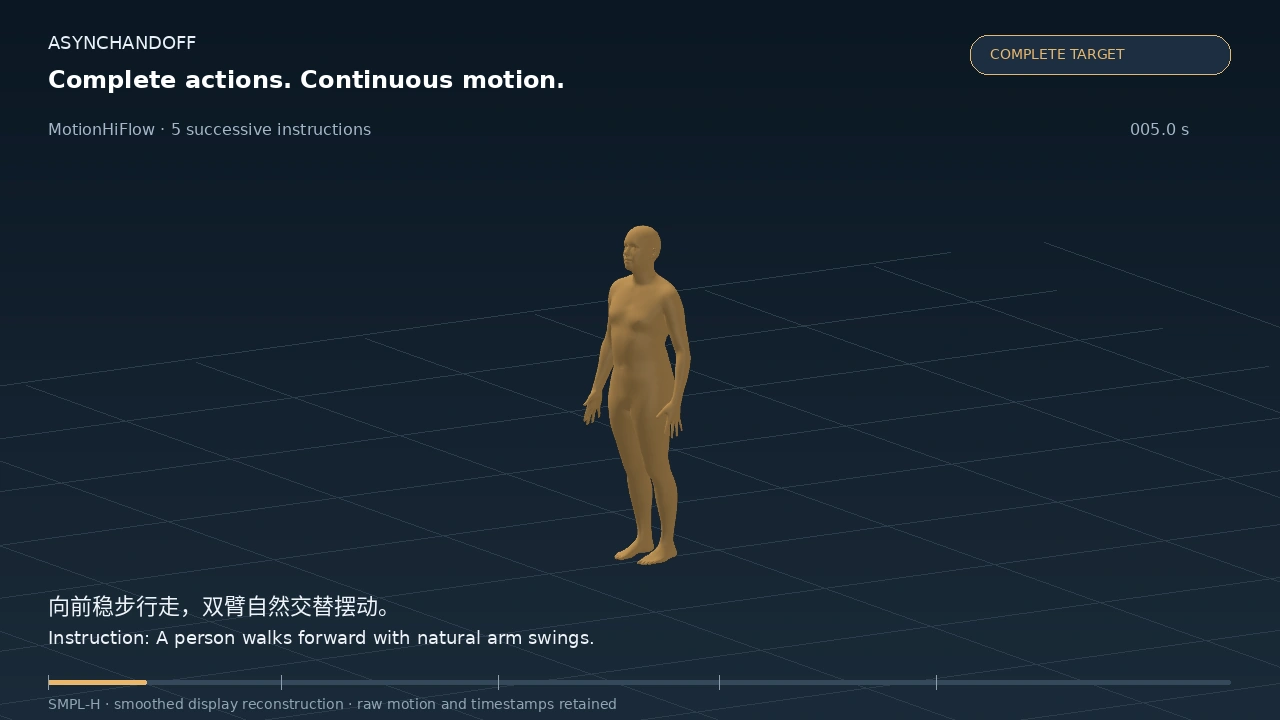 ASYNCHANDOFF
Complete actions. Continuous motion.
COMPLETE TARGET
MotionHiFlow · 5 successive instructions
005.0 s
向前稳步行走，双臂自然交替摆动。
Instruction: A person walks forward with natural arm swings.
SMPL-H · smoothed display reconstruction · raw motion and timestamps retained